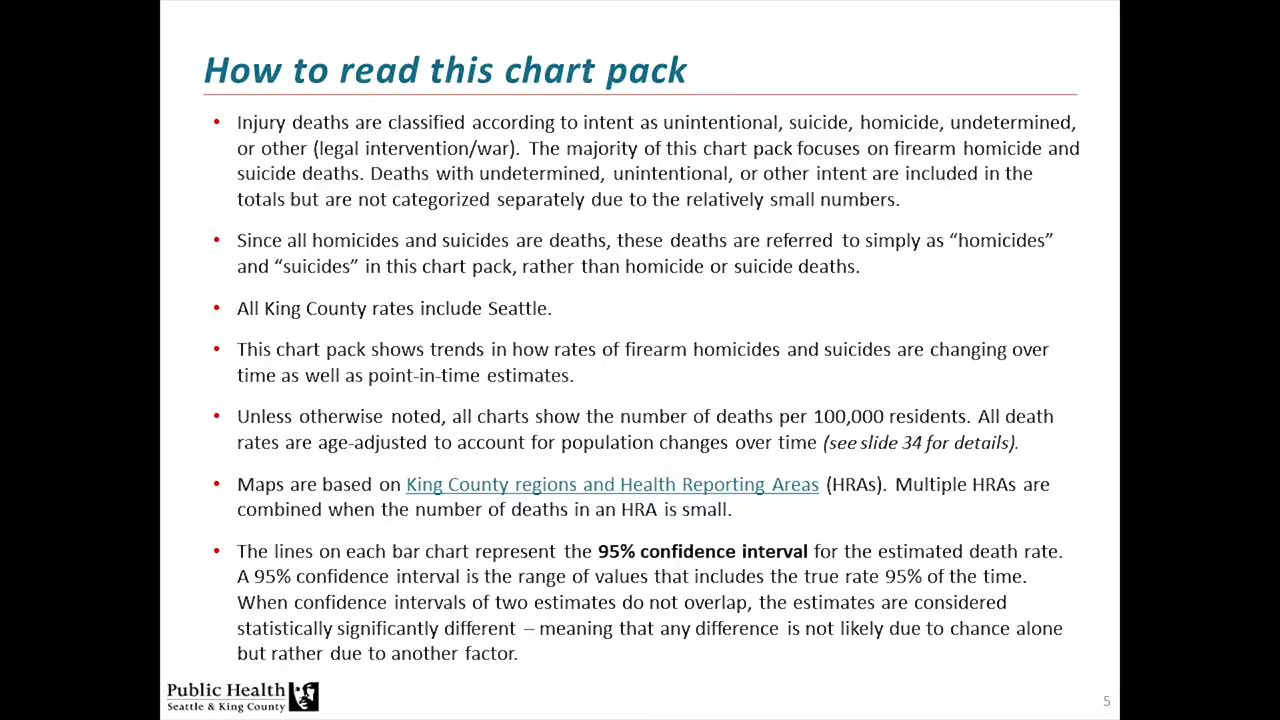 How to read this chart pack
• Injury deaths are classified according to intent as unintentional, suicide, homicide, undetermined,
or other (legal intervention/war). The majority of this chart pack focuses on firearm homicide and
suicide deaths. Deaths with undetermined, unintentional, or other intent are included in the
totals but are not categorized separately due to the relatively small numbers.
• Since all homicides and suicides are deaths, these deaths are referred to simply as “homicides”
and “suicides” in this chart pack, rather than homicide or suicide deaths.
• All King County rates include Seattle.
• This chart pack shows trends in how rates of firearm homicides and suicides are changing over
time as well as point-in-time estimates.
• Unless otherwise noted, all charts show the number of deaths per 100,000 residents. All death
rates are age-adjusted to account for population changes over time (see slide 34 for details).
• Maps are based on King County regions and Health Reporting Areas (HRAs). Multiple HRAs are
combined when the number of deaths in an HRA is small.
• The lines on each bar chart represent the 95% confidence interval for the estimated death rate.
A 95% confidence interval is the range of values that includes the true rate 95% of the time.
When confidence intervals of two estimates do not overlap, the estimates are considered
statistically significantly different – meaning that any difference is not likely due to chance alone
but rather due to another factor.
Public Health
Seattle & King County
5